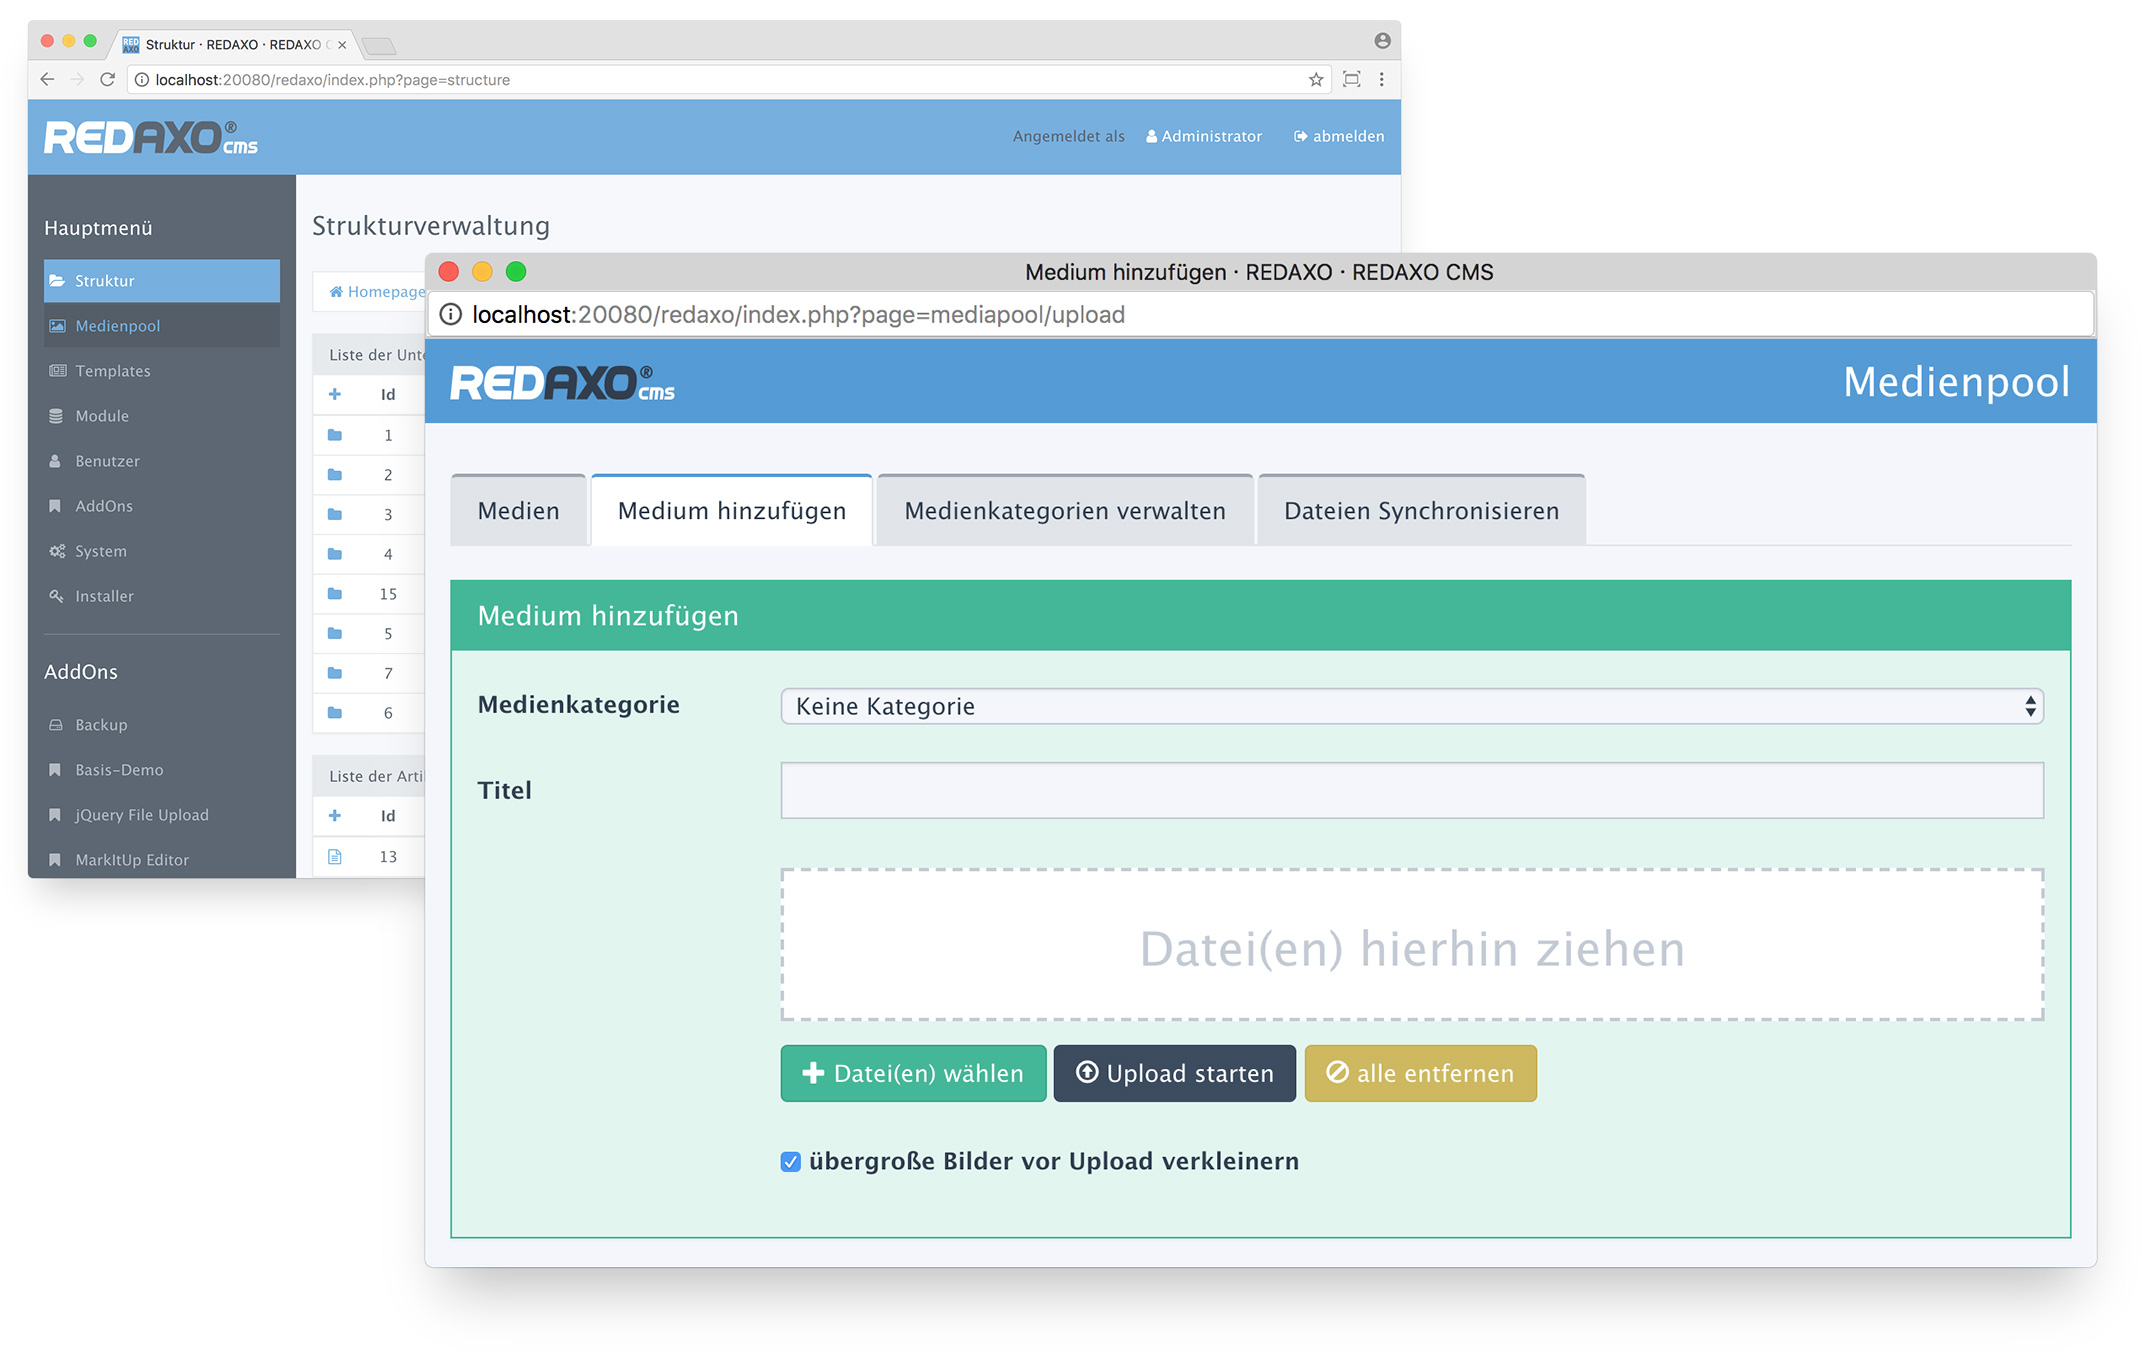 Struktur · REDAXO · REDAXO C
localhost:20080/redaxo/index.php?page=structure
REDAXO® cms
Angemeldet als Administrator abmelden
Hauptmenü
Struktur
Medienpool
Templates
Module
Benutzer
AddOns
System
Installer
AddOns
Backup
Basis-Demo
jQuery File Upload
MarkItUp Editor
Strukturverwaltung
Homepage
Liste der Unte
Id
1
2
3
4
15
5
7
6
Liste der Arti
Id
13
Medium hinzufügen · REDAXO · REDAXO CMS
localhost:20080/redaxo/index.php?page=mediapool/upload
REDAXO® cms
Medienpool
Medien Medium hinzufügen Medienkategorien verwalten Dateien Synchronisieren
Medium hinzufügen
Medienkategorie Keine Kategorie
Titel
Datei(en) hierhin ziehen
Datei(en) wählen Upload starten alle entfernen
übergroße Bilder vor Upload verkleinern